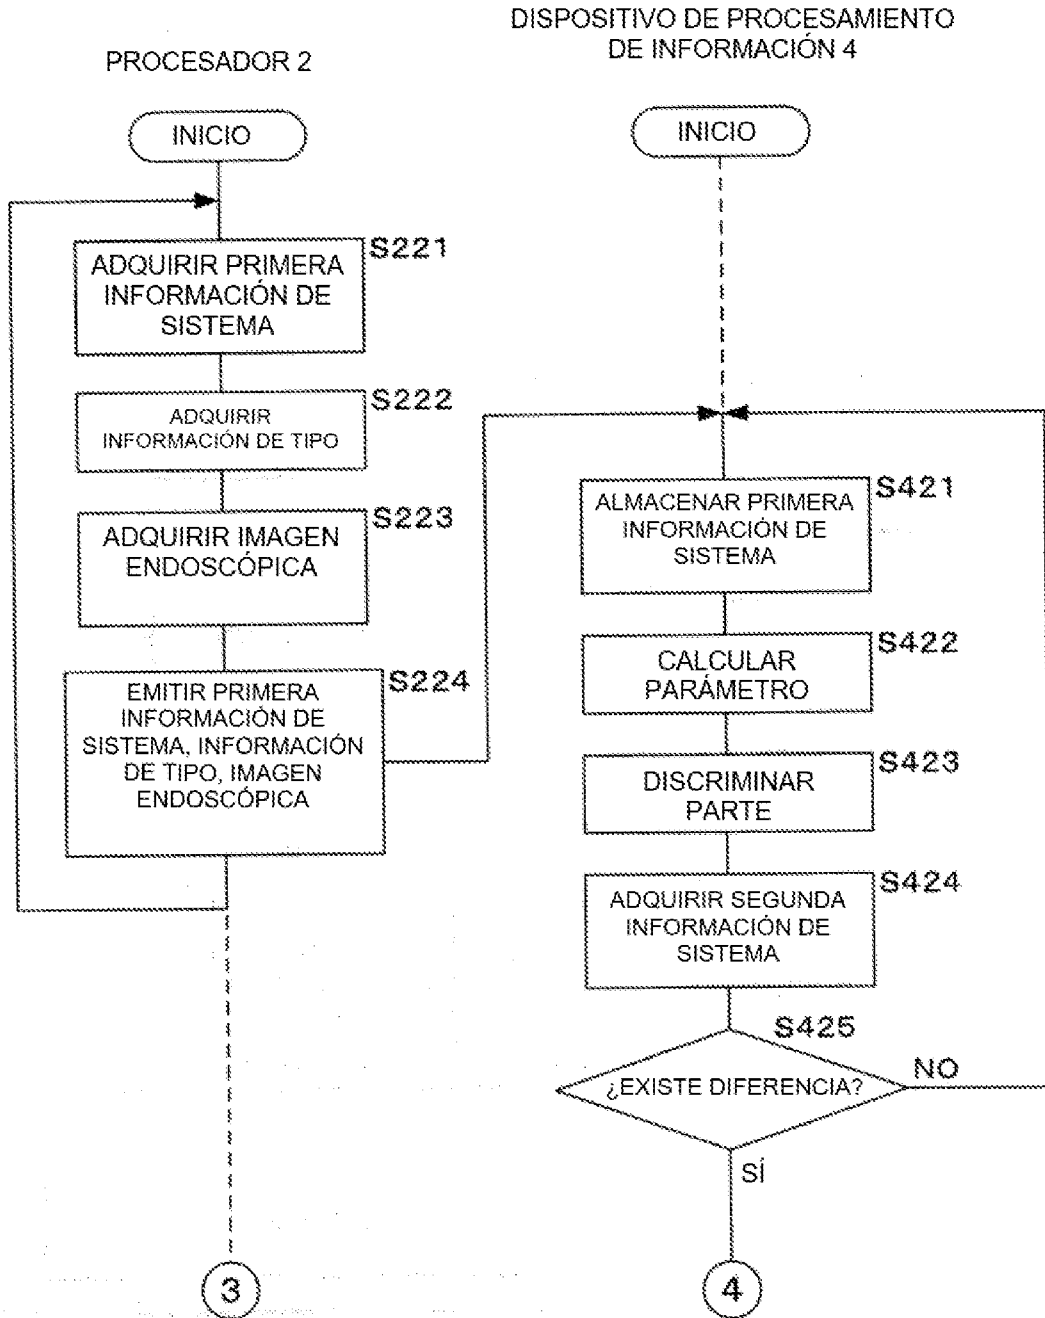 PROCESADOR 2
INICIO
S221
ADQUIRIR PRIMERA
INFORMACIÓN DE
SISTEMA
S222
ADQUIRIR
INFORMACIÓN DE TIPO
S223
ADQUIRIR IMAGEN
ENDOSCÓPICA
S224
EMITIR PRIMERA
INFORMACIÓN DE
SISTEMA, INFORMACIÓN
DE TIPO, IMAGEN
ENDOSCÓPICA
3
DISPOSITIVO DE PROCESAMIENTO
DE INFORMACIÓN 4
INICIO
S421
ALMACENAR PRIMERA
INFORMACIÓN DE
SISTEMA
S422
CALCULAR
PARÁMETRO
S423
DISCRIMINAR
PARTE
S424
ADQUIRIR SEGUNDA
INFORMACIÓN DE
SISTEMA
S425
¿EXISTE DIFERENCIA?
NO
SÍ
4